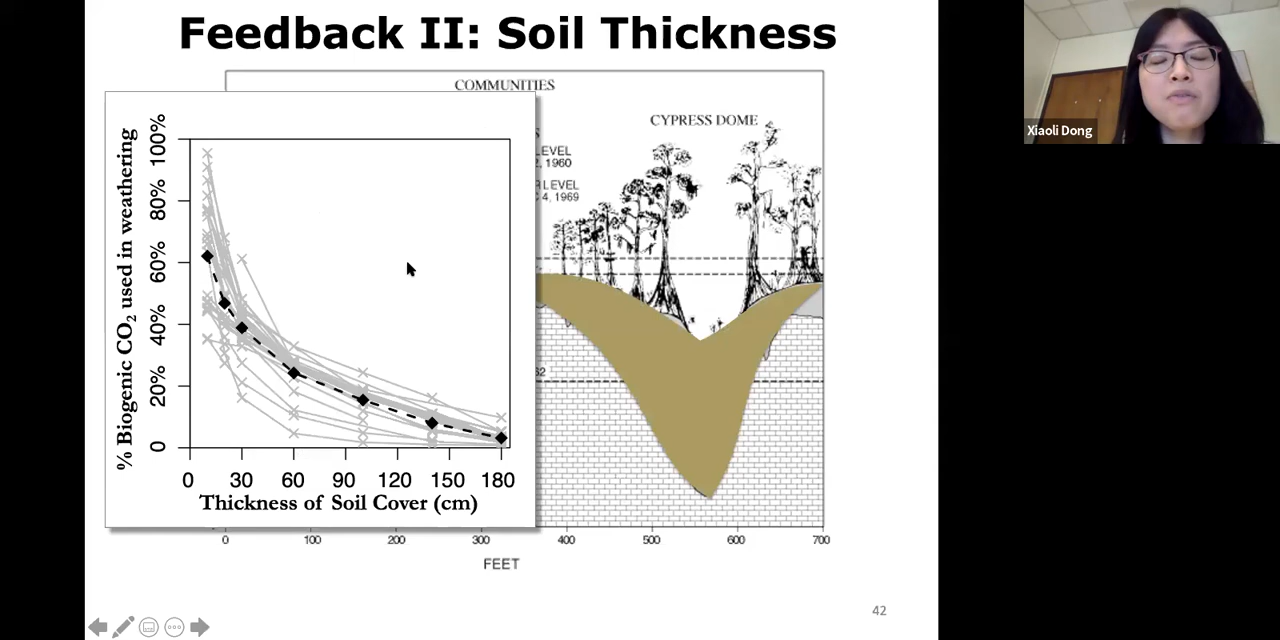 Feedback II: Soil Thickness
COMMUNITIES
CYPRESS DOME
S
LEVEL
2, 1960
R LEVEL
C 4, 1969
62
% Biogenic CO₂ used in weathering
100%
80%
60%
40%
20%
0
0 30 60 90 120 150 180
Thickness of Soil Cover (cm)
0 100 200 300 400 500 600 700
FEET
42
Xiaoli Dong